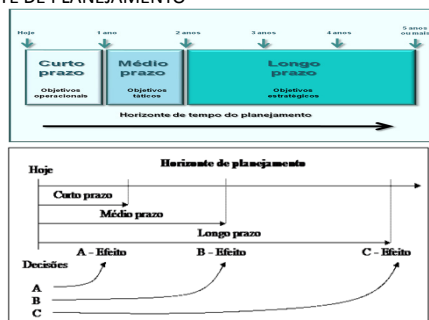 TE DE PLANEJAMENTO
Hoje 1 ano 2 anos 3 anos 4 anos 5 anos ou mais
Curto prazo Médio prazo Longo prazo
Objetivos operacionais Objetivos táticos Objetivos estratégicos
Horizonte de tempo do planejamento
Horizonte de planejamento
Hoje
Curto prazo
Médio prazo
Longo prazo
A - Efeito B - Efeito C - Efeito
Decisões
A
B
C